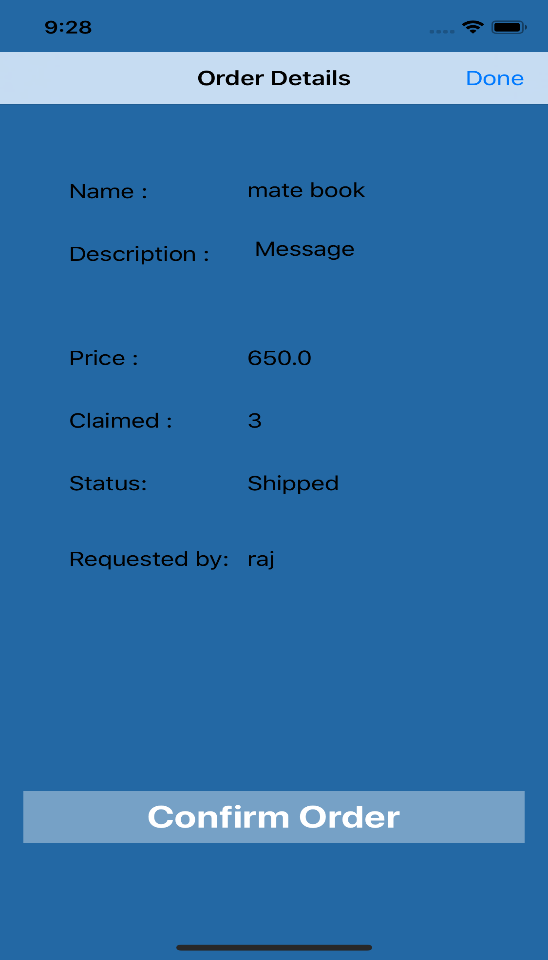 9:28
Order Details Done
Name : mate book
Description : Message
Price : 650.0
Claimed : 3
Status: Shipped
Requested by: raj
Confirm Order